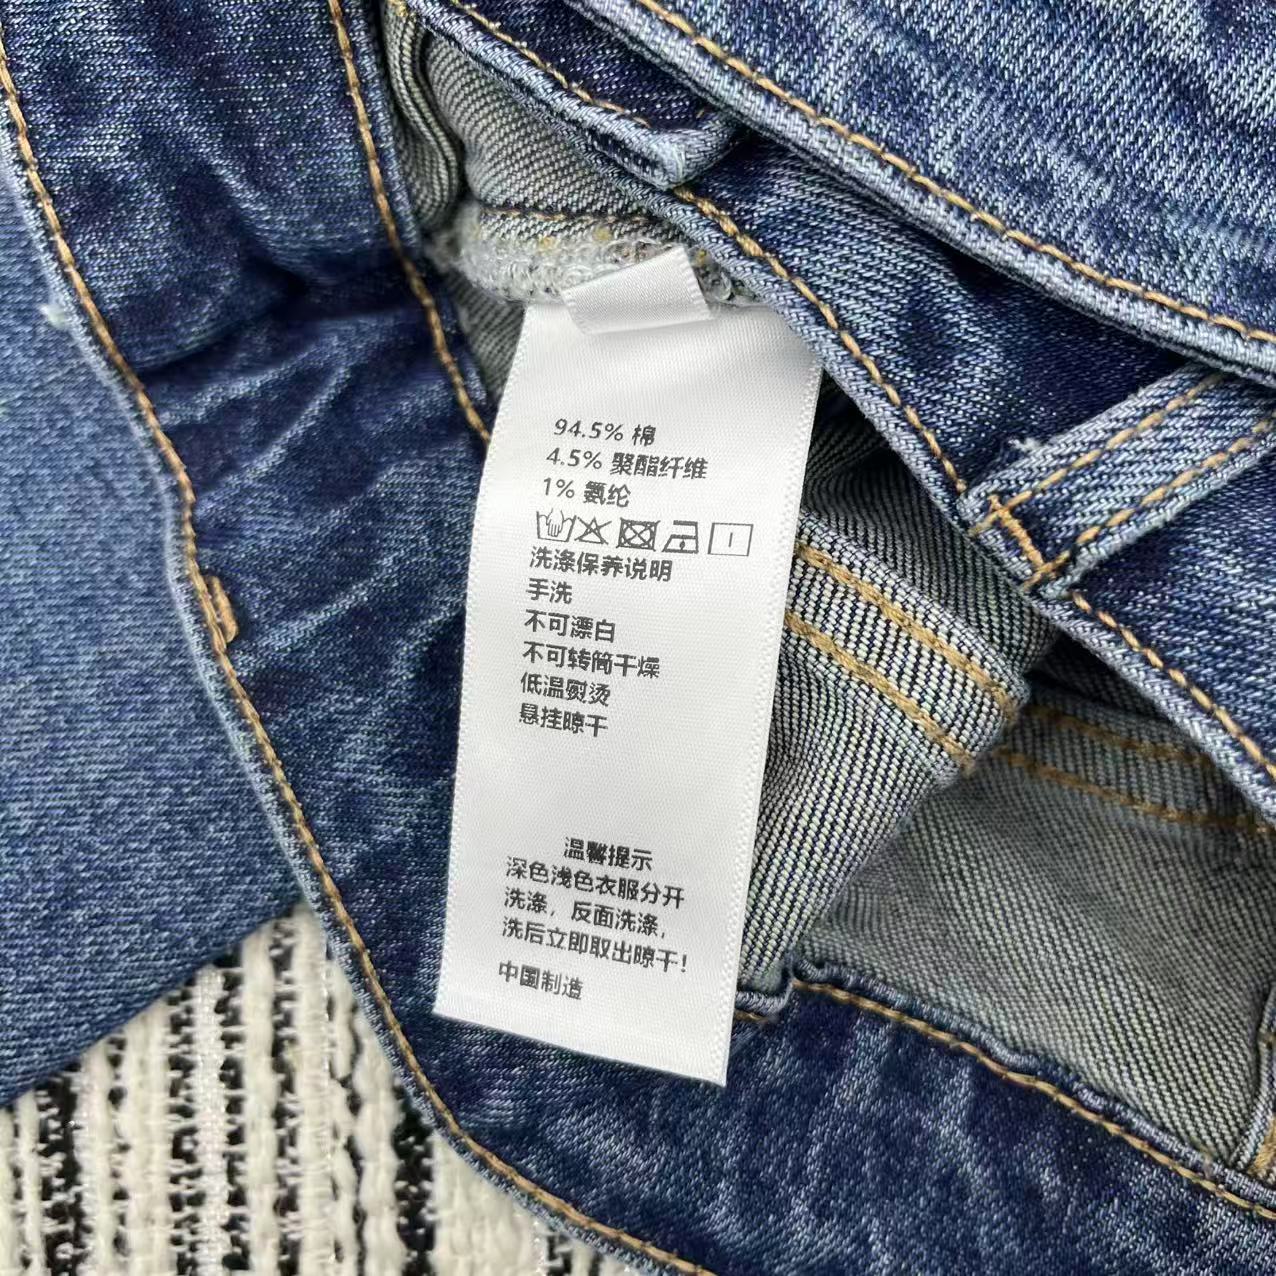 94.5% 棉
4.5% 聚酯纤维
1% 氨纶
洗涤保养说明
手洗
不可漂白
不可转筒干燥
低温熨烫
悬挂晾干
温馨提示
深色浅色衣服分开
洗涤，反面洗涤，
洗后立即取出晾干！
中国制造